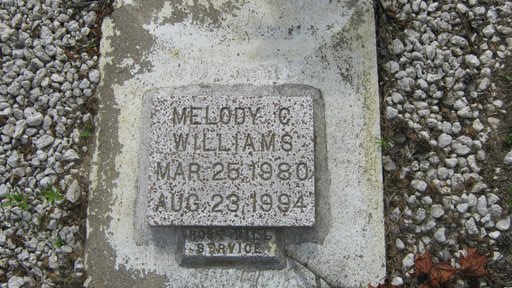 MELODY C.
WILLIAMS
MAR. 25, 1980
AUG. 23, 1994
SERVICE